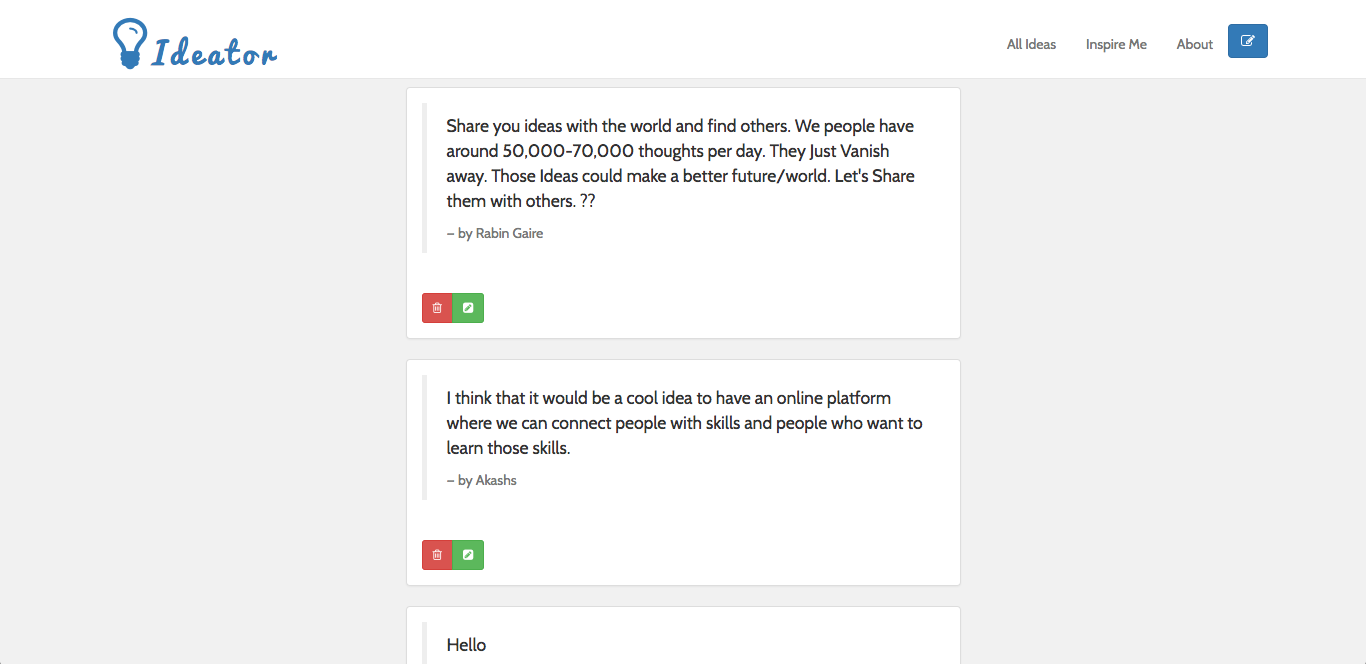 Ideator
All Ideas
Inspire Me
About
Share you ideas with the world and find others. We people have
around 50,000-70,000 thoughts per day. They Just Vanish
away. Those Ideas could make a better future/world. Let's Share
them with others. ??
– by Rabin Gaire
I think that it would be a cool idea to have an online platform
where we can connect people with skills and people who want to
learn those skills.
– by Akashs
Hello